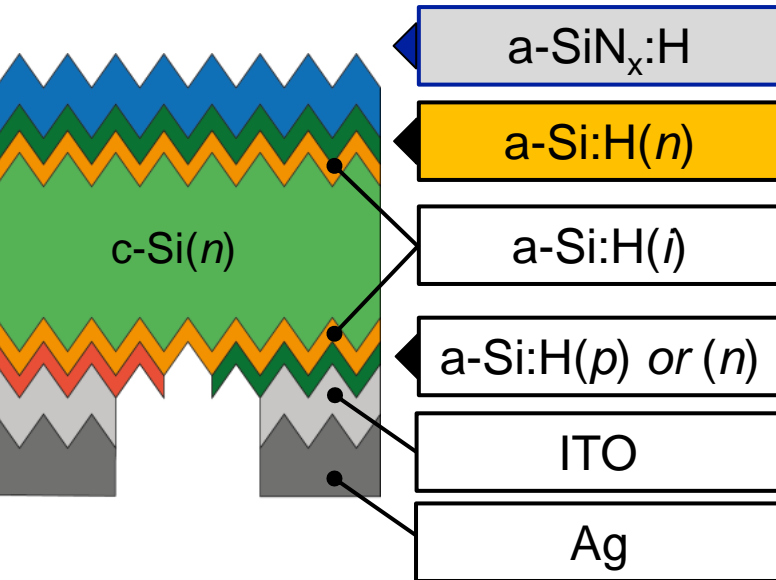 a-SiNx:H
a-Si:H(n)
c-Si(n)
a-Si:H(i)
a-Si:H(p) or (n)
ITO
Ag